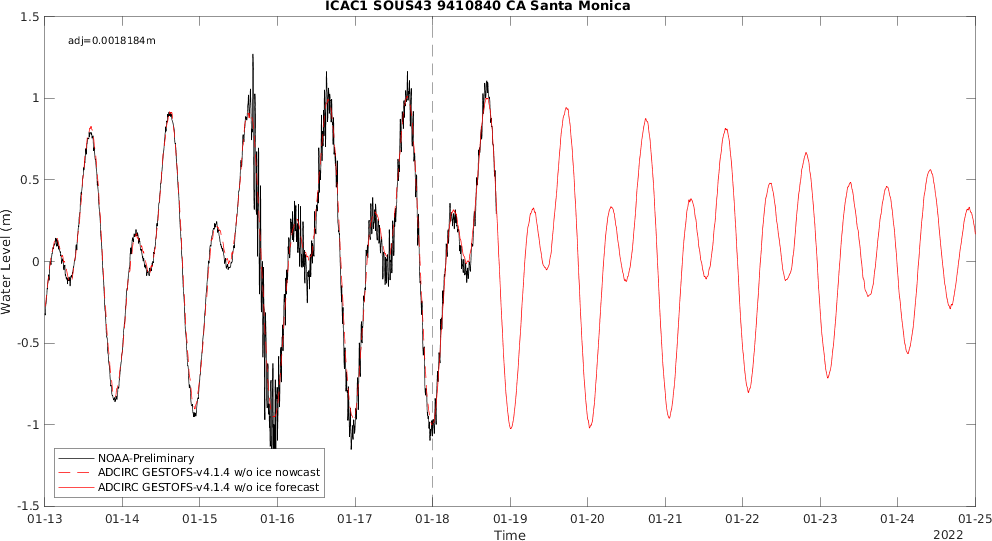 ICAC1 SOUS43 9410840 CA Santa Monica
adj=0.0018184m
1.5
1
0.5
0
-0.5
-1
-1.5
Water Level (m)
NOAA-Preliminary
ADCIRC GESTOFS-v4.1.4 w/o ice nowcast
ADCIRC GESTOFS-v4.1.4 w/o ice forecast
01-13 01-14 01-15 01-16 01-17 01-18 01-19 01-20 01-21 01-22 01-23 01-24 01-25
Time
2022